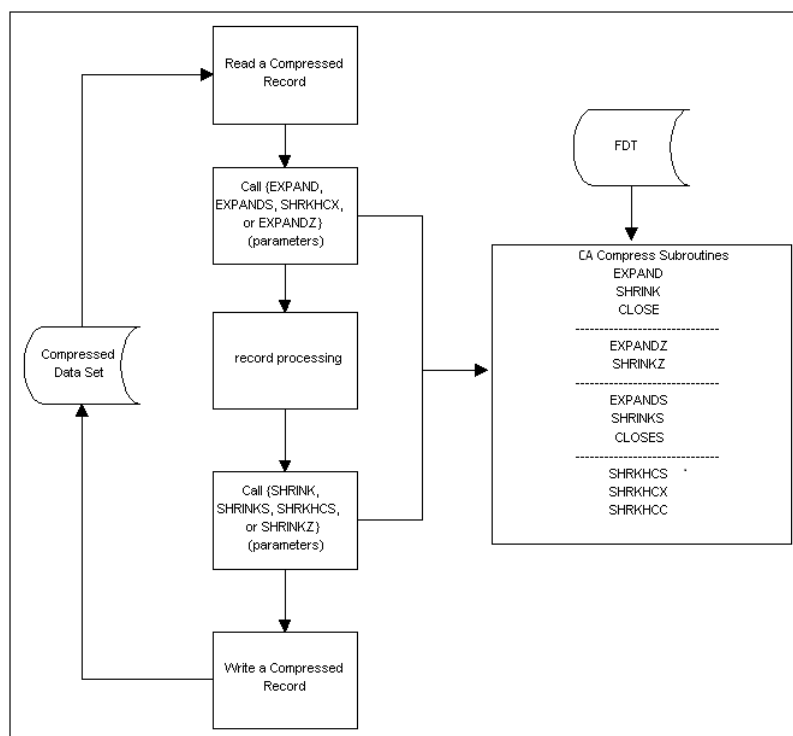 Read a Compressed
Record
FDT
Call {EXPAND,
EXPANDS, SHRKHCX,
or EXPANDZ}
(parameters)
CA Compress Subroutines
EXPAND
SHRINK
CLOSE
-----------------------------------
EXPANDZ
SHRINKZ
-----------------------------------
EXPANDS
SHRINKS
CLOSES
-----------------------------------
SHRKHCS
SHRKHCX
SHRKHCC
record processing
Compressed
Data Set
Call {SHRINK,
SHRINKS, SHRKHCS,
or SHRINKZ}
(parameters)
Write a Compressed
Record